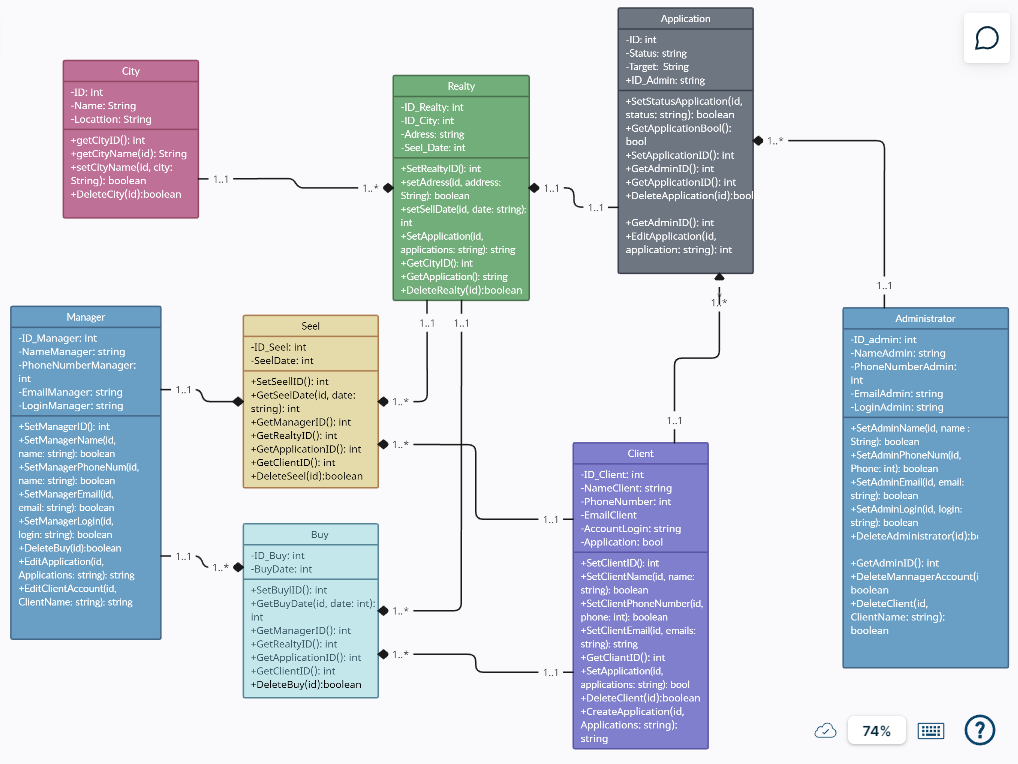 Application
-ID: int
-Status: string
-Target: String
+ID_Admin: string
+SetStatusApplication(id,
status: string): boolean
+GetApplicationBool():
bool
+SetApplicationID(): int
+GetAdminID(): int
+GetApplicationID(): int
+DeleteApplication(id):bool
+GetAdminID(): int
+EditApplication(id,
application: string): int
City
-ID: int
-Name: String
-Locattion: String
+getCityID(): int
+getCityName(id): String
+setCityName(id, city:
String): boolean
+DeleteCity(id):boolean
Realty
-ID_Realty: int
-ID_City: int
-Adress: string
-Seel_Date: int
+SetRealtyID(): int
+setAdress(id, address:
String): boolean
+setSellDate(id, date: string):
int
+SetApplication(id,
applications: string): string
+GetCityID(): int
+GetApplication(): string
+DeleteRealty(id):boolean
1..1
1..*
1..1
1..1
1..*
1..1
1..*
1..1
Manager
-ID_Manager: int
-NameManager: string
-PhoneNumberManager:
int
-EmailManager: string
-LoginManager: string
+SetManagerID(): int
+SetManagerName(id,
name: string): boolean
+SetManagerPhoneNum(id,
name: string): boolean
+SetManagerEmail(id,
email: string): boolean
+SetManagerLogin(id,
login: string): boolean
+DeleteBuy(id):boolean
+EditApplication(id,
Applications: string): string
+EditClientAccount(id,
ClientName: string): string
1..1
1..1
1..*
Seel
-ID_Seel: int
-SeelDate: int
+SetSeellID(): int
+GetSeelDate(id, date:
string): int
+GetManagerID(): int
+GetRealtyID(): int
+GetApplicationID(): int
+GetClientID(): int
+DeleteSeel(id):boolean
1..1
1..1
1..*
1..*
1..1
Buy
-ID_Buy: int
-BuyDate: int
+SetBuyID(): int
+GetBuyDate(id, date: int):
int
+GetManagerID(): int
+GetRealtyID(): int
+GetApplicationID(): int
+GetClientID(): int
+DeleteBuy(id):boolean
1..*
1..*
1..1
Client
-ID_Client: int
-NameClient: string
-PhoneNumber: int
-EmailClient
-AccountLogin: string
-Application: bool
+SetClientID(): int
+SetClientName(id, name:
string): boolean
+SetClientPhoneNumber(id,
phone: int): boolean
+SetClientEmail(id, emails:
string): string
+GetCliantID(): int
+SetApplication(id,
applications: string): bool
+DeleteClient(id):boolean
+CreateApplication(id,
Applications: string):
string
Administrator
-ID_admin: int
-NameAdmin: string
-PhoneNumberAdmin:
int
-EmailAdmin: string
-LoginAdmin: string
+SetAdminName(id, name :
String): boolean
+SetAdminPhoneNum(id,
Phone: int): boolean
+SetAdminEmail(id, email:
string): boolean
+SetAdminLogin(id, login:
string): boolean
+DeleteAdministrator(id):b
+GetAdminID(): int
+DeleteMannagerAccount(i
boolean
+DeleteClient(id,
ClientName: string):
boolean
74%
?